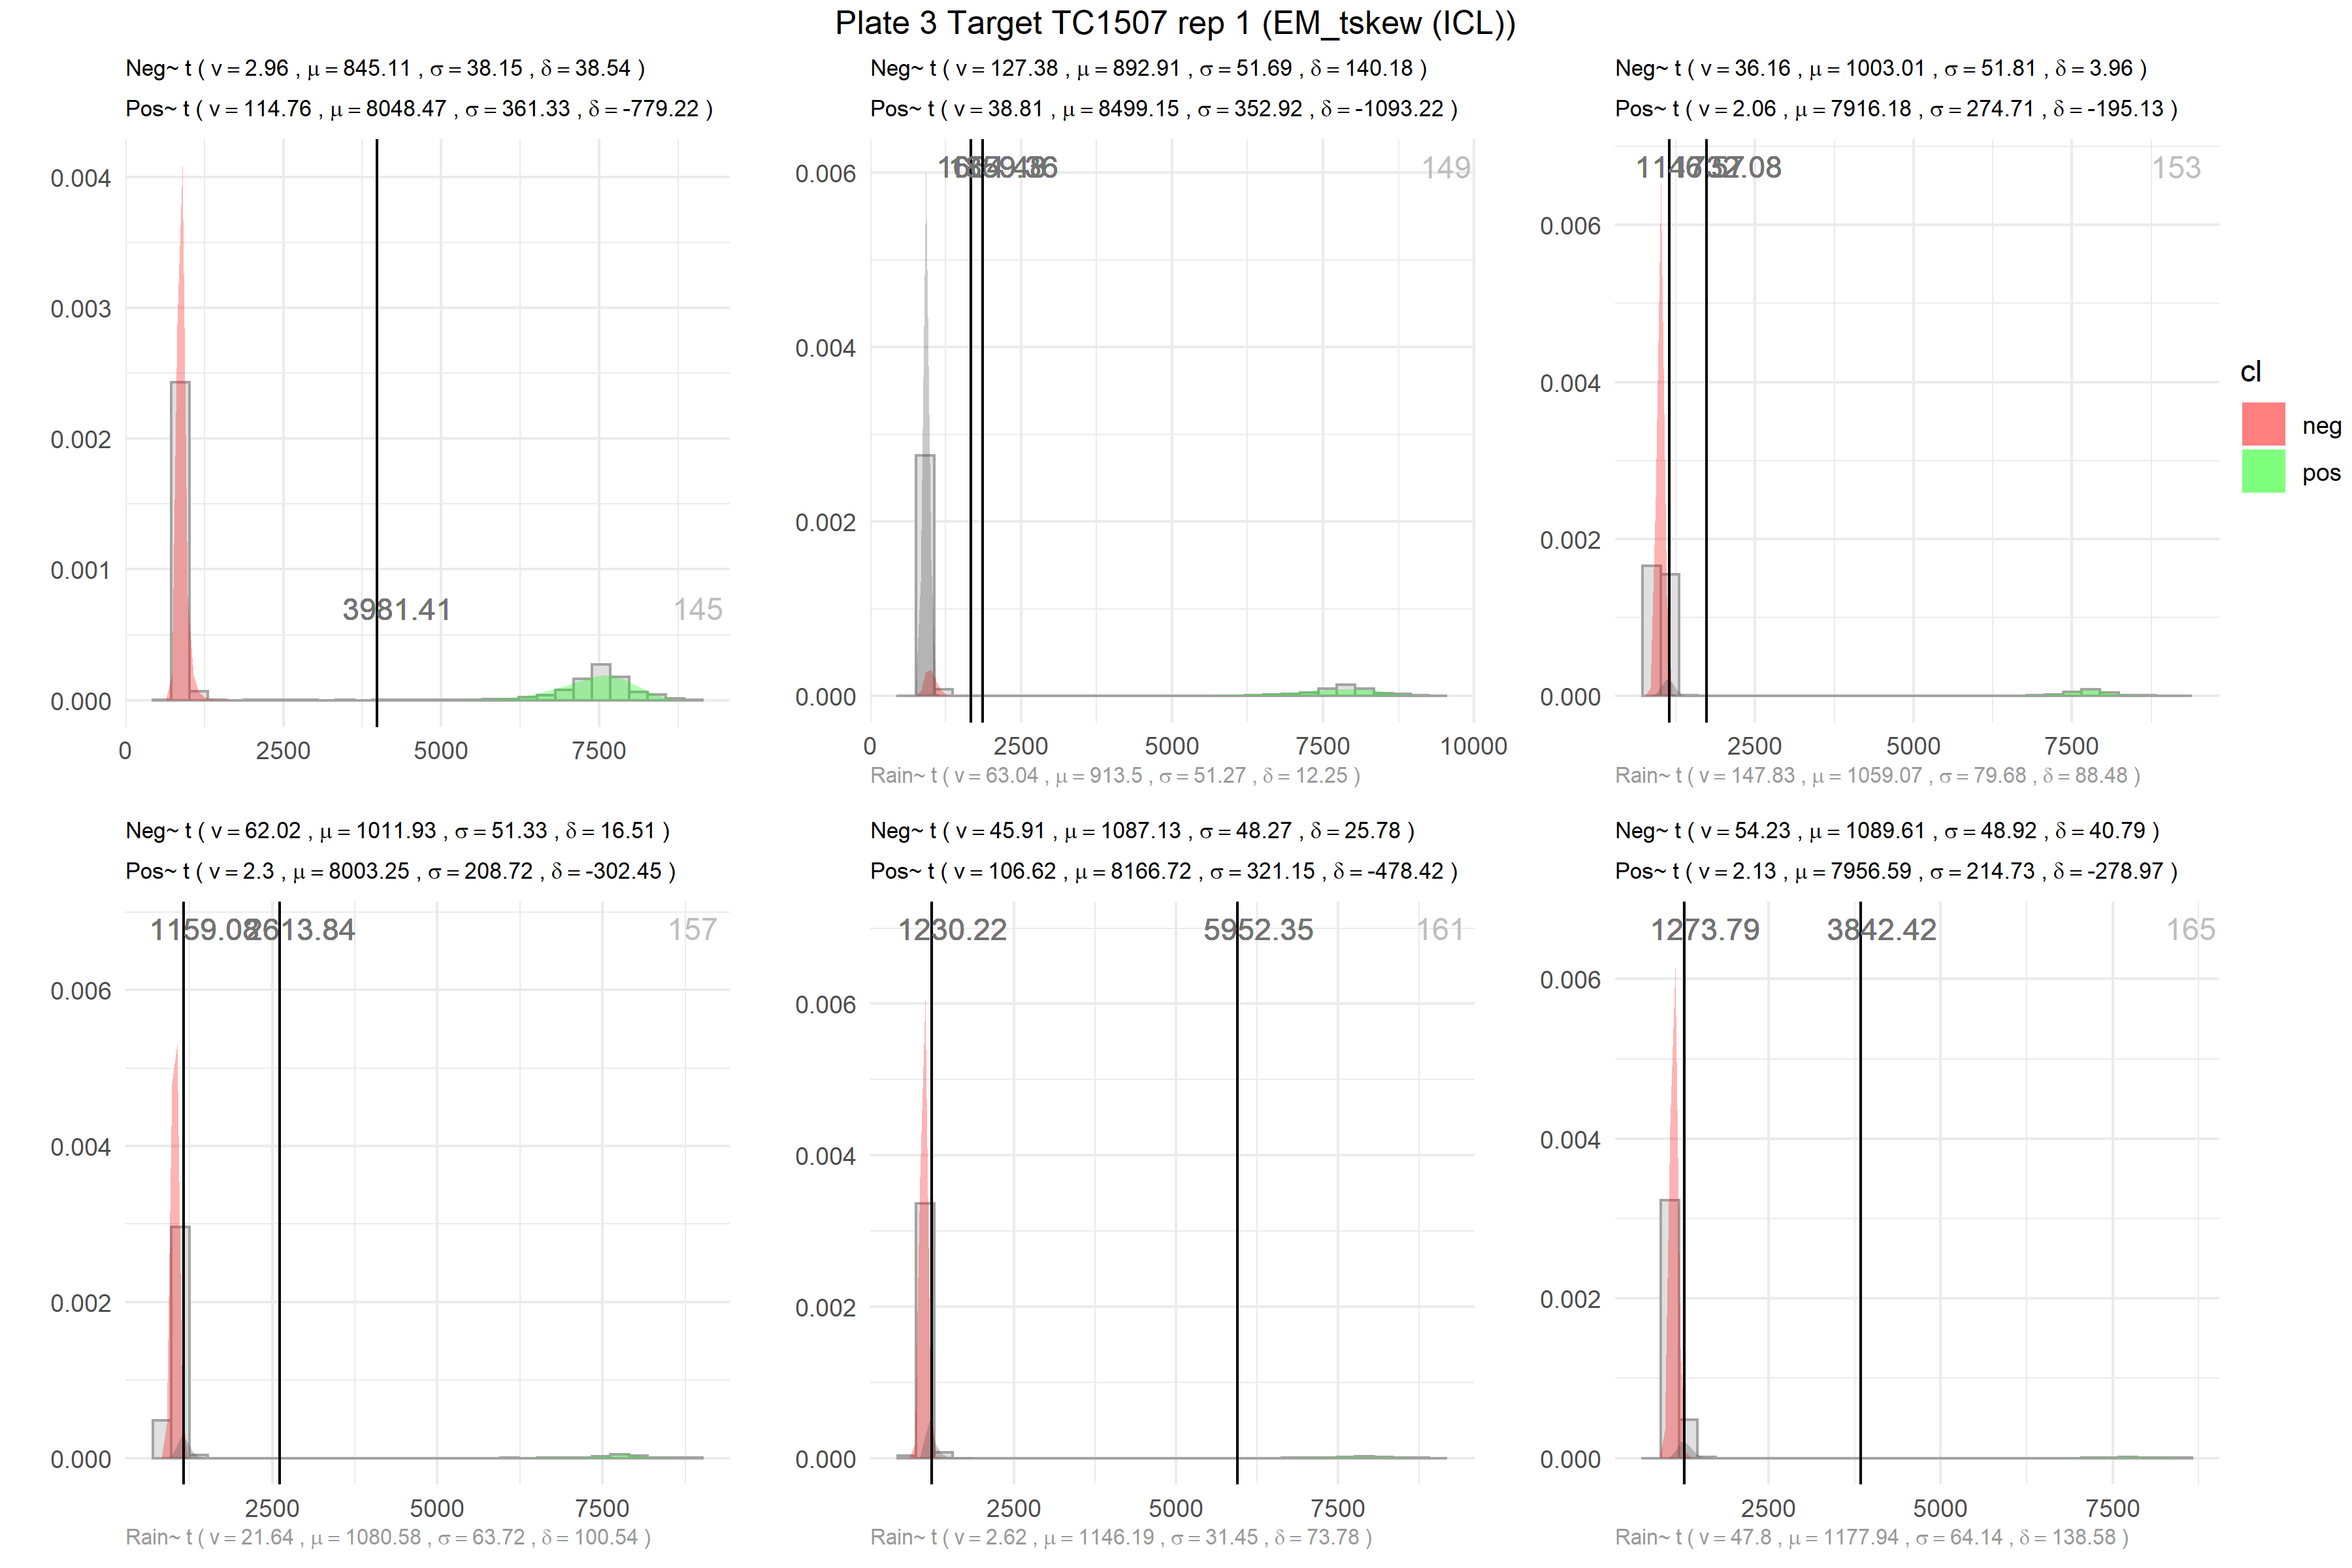 Plate 3 Target TC1507 rep 1 (EM_tskew (ICL))
Neg~ t ( ν = 2.96 , μ = 845.11 , σ = 38.15 , δ = 38.54 )
Pos~ t ( ν = 114.76 , μ = 8048.47 , σ = 361.33 , δ = -779.22 )
0.004
0.003
0.002
0.001
0.000
3981.41
145
0
2500
5000
7500
Neg~ t ( ν = 127.38 , μ = 892.91 , σ = 51.69 , δ = 140.18 )
Pos~ t ( ν = 38.81 , μ = 8499.15 , σ = 352.92 , δ = -1093.22 )
149
0.006
0.004
0.002
0.000
0
2500
5000
7500
10000
Rain~ t ( ν = 63.04 , μ = 913.5 , σ = 51.27 , δ = 12.25 )
Neg~ t ( ν = 36.16 , μ = 1003.01 , σ = 51.81 , δ = 3.96 )
Pos~ t ( ν = 2.06 , μ = 7916.18 , σ = 274.71 , δ = -195.13 )
153
0.006
0.004
0.002
0.000
2500
5000
7500
Rain~ t ( ν = 147.83 , μ = 1059.07 , σ = 79.68 , δ = 88.48 )
cl
neg
pos
Neg~ t ( ν = 62.02 , μ = 1011.93 , σ = 51.33 , δ = 16.51 )
Pos~ t ( ν = 2.3 , μ = 8003.25 , σ = 208.72 , δ = -302.45 )
1159.08
2613.84
157
0.006
0.004
0.002
0.000
2500
5000
7500
Rain~ t ( ν = 21.64 , μ = 1080.58 , σ = 63.72 , δ = 100.54 )
Neg~ t ( ν = 45.91 , μ = 1087.13 , σ = 48.27 , δ = 25.78 )
Pos~ t ( ν = 106.62 , μ = 8166.72 , σ = 321.15 , δ = -478.42 )
1230.22
5952.35
161
0.006
0.004
0.002
0.000
2500
5000
7500
Rain~ t ( ν = 2.62 , μ = 1146.19 , σ = 31.45 , δ = 73.78 )
Neg~ t ( ν = 54.23 , μ = 1089.61 , σ = 48.92 , δ = 40.79 )
Pos~ t ( ν = 2.13 , μ = 7956.59 , σ = 214.73 , δ = -278.97 )
1273.79
3842.42
165
0.006
0.004
0.002
0.000
2500
5000
7500
Rain~ t ( ν = 47.8 , μ = 1177.94 , σ = 64.14 , δ = 138.58 )